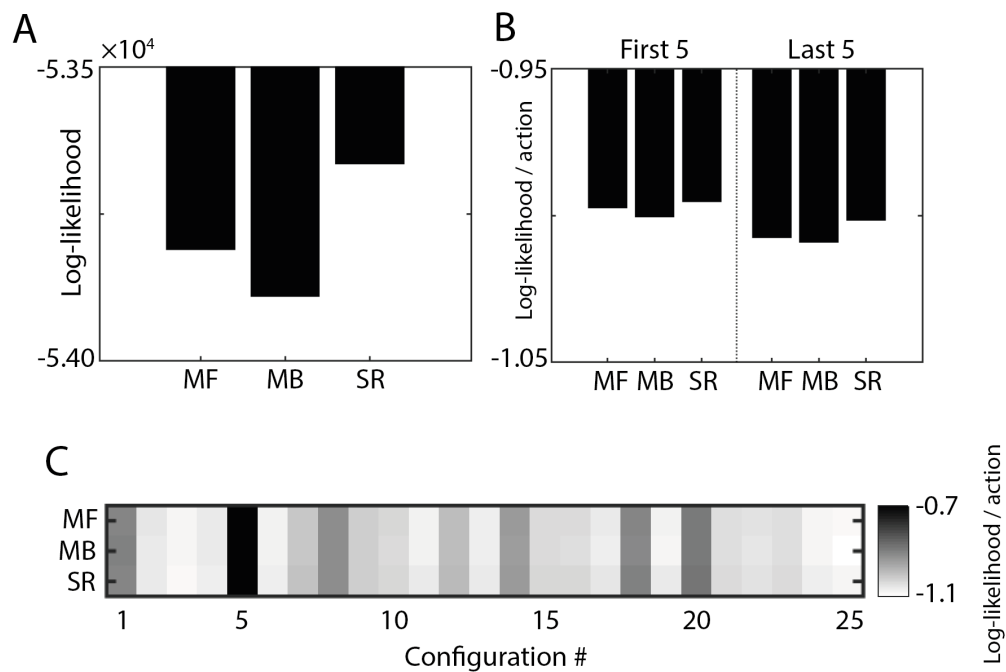 A
×10⁴
-5.35
Log-likelihood
-5.40
MF MB SR
B
First 5 Last 5
-0.95
Log-likelihood / action
-1.05
MF MB SR MF MB SR
C
MF
MB
SR
1 5 10 15 20 25
Configuration #
-0.7
-1.1
Log-likelihood / action